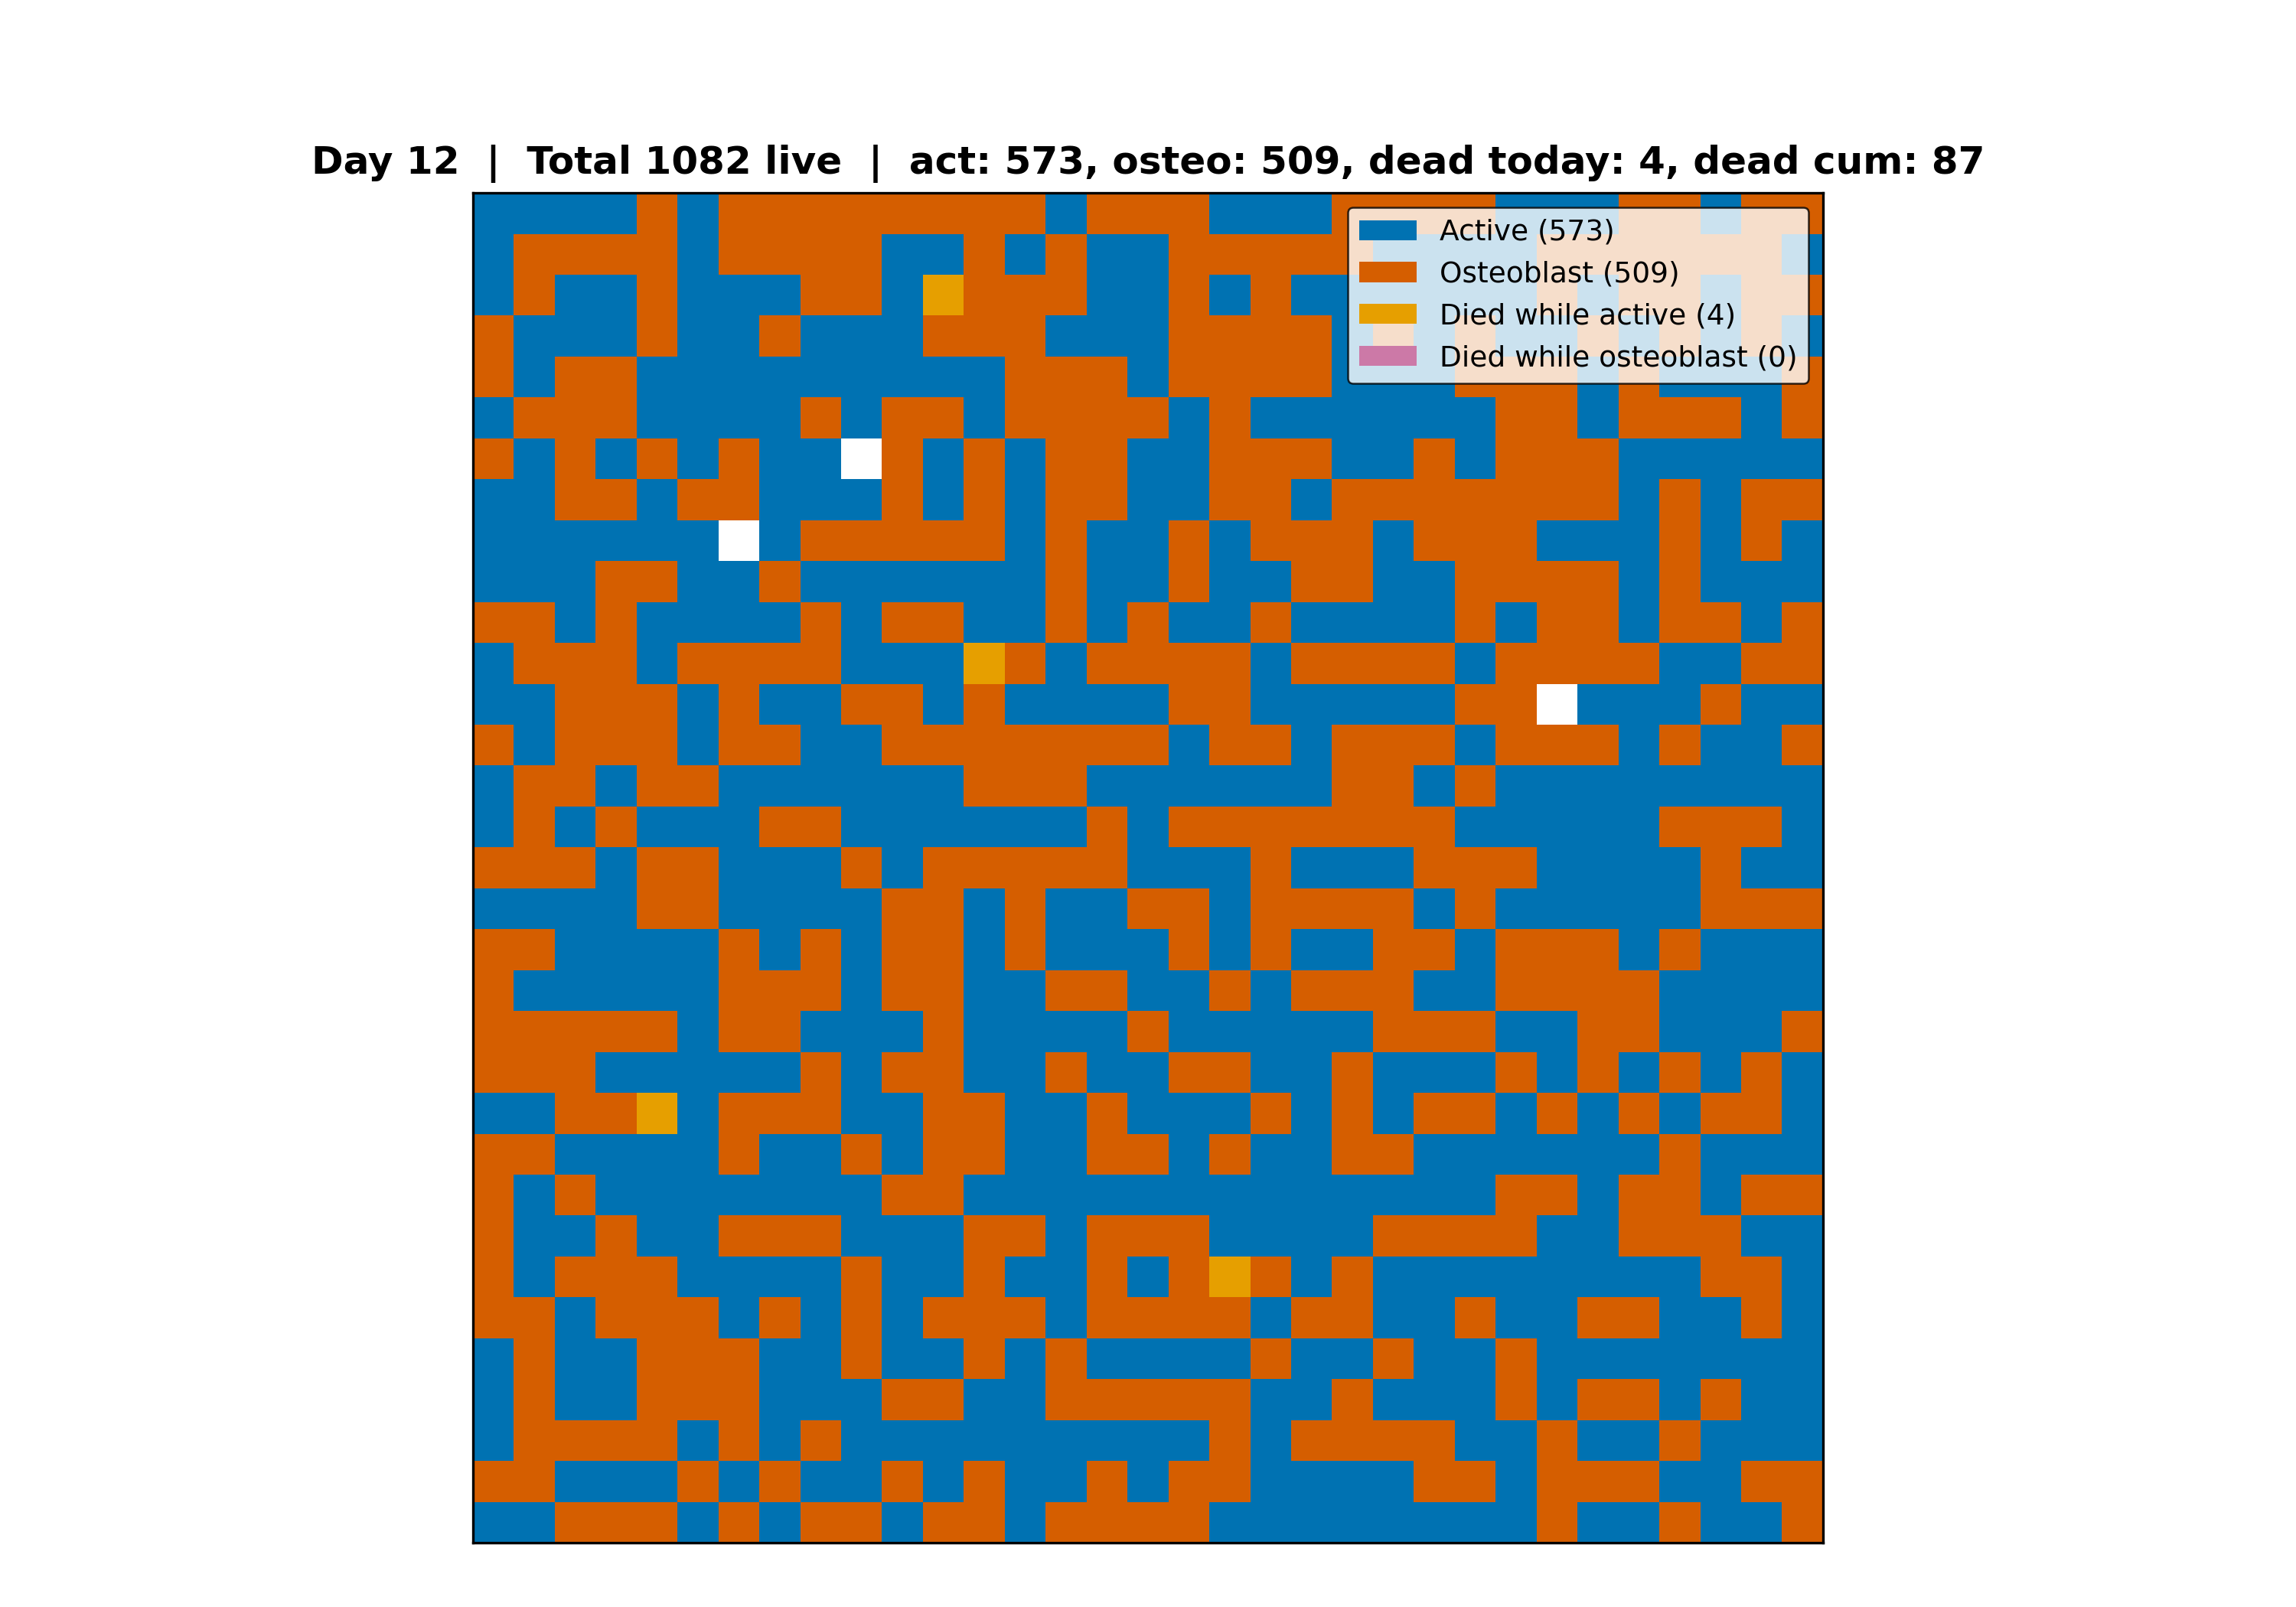 Day 12 | Total 1082 live | act: 573, osteo: 509, dead today: 4, dead cum: 87
Active (573)
Osteoblast (509)
Died while active (4)
Died while osteoblast (0)